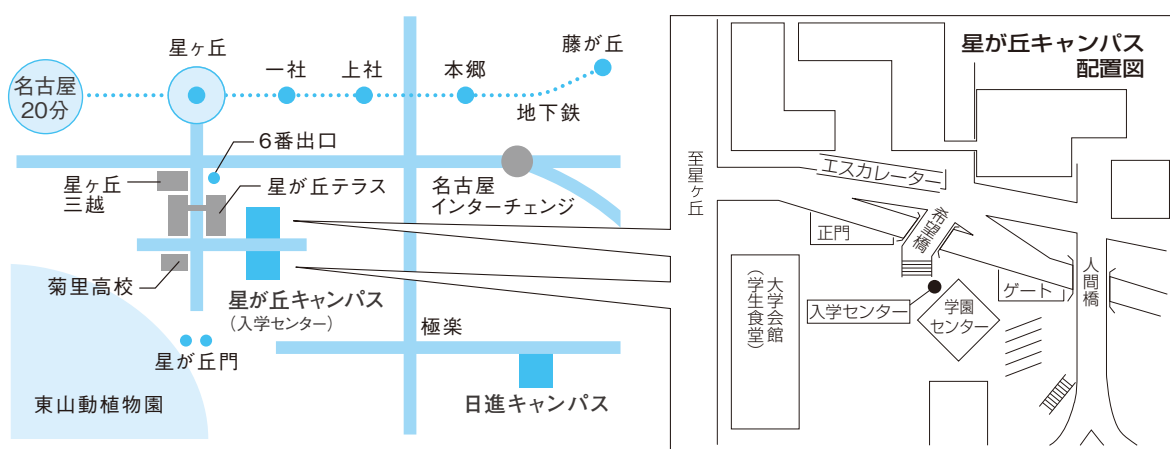 名古屋
20分
星ヶ丘
一社
上社
本郷
藤が丘
地下鉄
6番出口
星ヶ丘
三越
星が丘テラス
名古屋
インターチェンジ
菊里高校
星が丘キャンパス
（入学センター）
星が丘門
極楽
東山動植物園
日進キャンパス
星が丘キャンパス
配置図
至星ヶ丘
エスカレーター
希望橋
正門
人間橋
ゲート
大学会館
（学生食堂）
入学センター
学園
センター